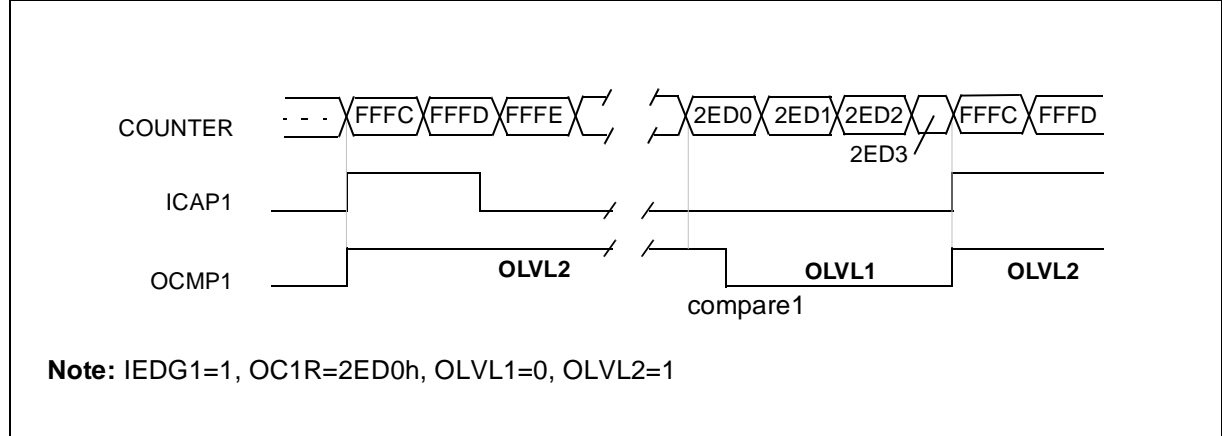 COUNTER FFFC FFFD FFFE 2ED0 2ED1 2ED2 FFFC FFFD
2ED3
ICAP1
OCMP1 OLVL2 OLVL1 OLVL2
compare1
Note: IEDG1=1, OC1R=2ED0h, OLVL1=0, OLVL2=1